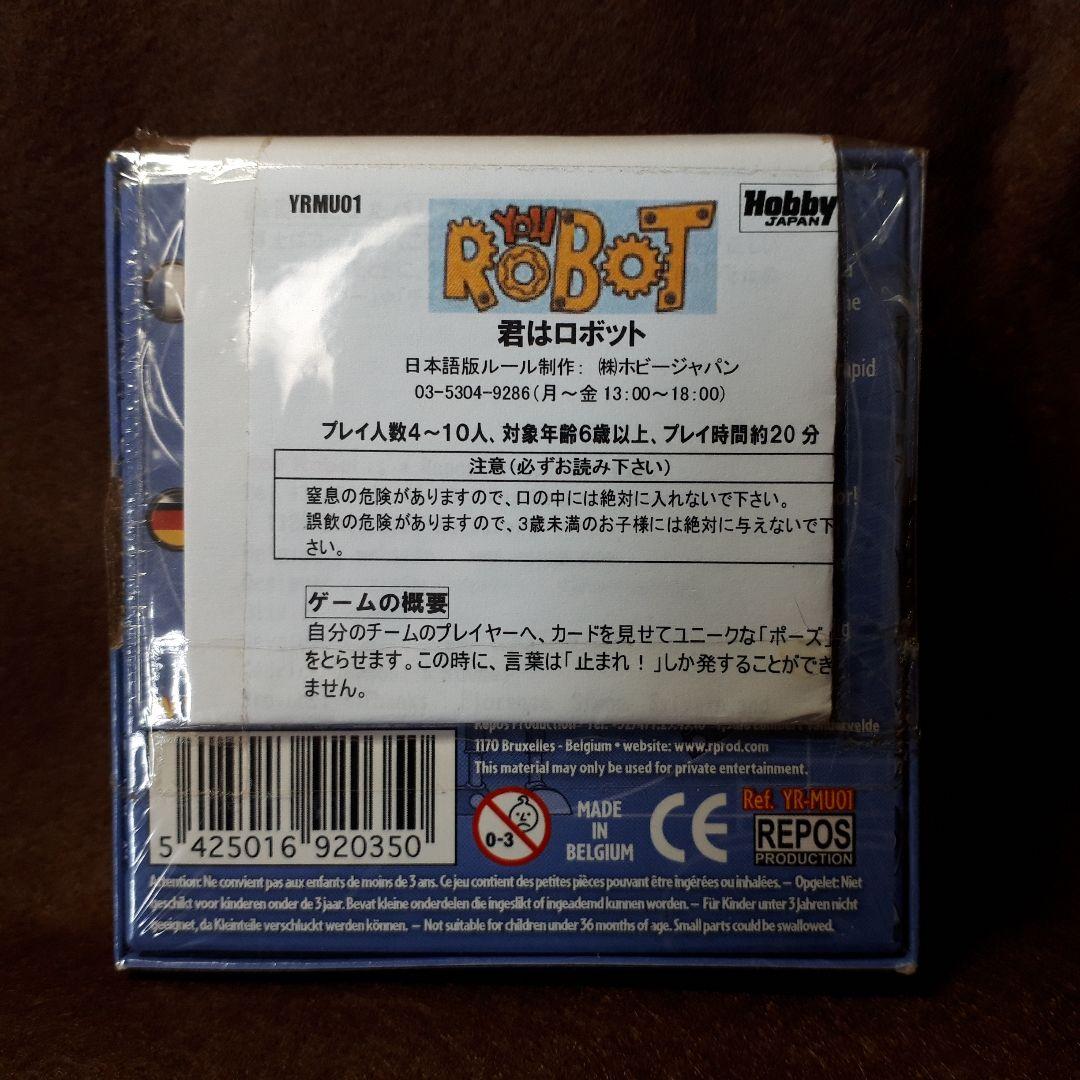 YRMU01
YOU
ROBOT
Hobby
JAPAN
君はロボット
日本語版ルール制作: ㈱ホビージャパン
03-5304-9286(月～金 13:00～18:00)
プレイ人数4～10人、対象年齢6歳以上、プレイ時間約20分
注意(必ずお読み下さい)
窒息の危険がありますので、口の中には絶対に入れないで下さい。
誤飲の危険がありますので、3歳未満のお子様には絶対に与えないで下
さい。
ゲームの概要
自分のチームのプレイヤーへ、カードを見せてユニークな「ポーズ」
をとらせます。この時に、言葉は「止まれ！」しか発することができ
ません。
Repos Production
1170 Bruxelles - Belgium • website: www.rprod.com
This material may only be used for private entertainment.
5 425016 920350
0-3
MADE
IN
BELGIUM
CE
Ref. YR-MU01
REPOS
PRODUCTION
Attention: Ne convient pas aux enfants de moins de 3 ans. Ce jeu contient des petites pièces pouvant être ingérées ou inhalées. – Opgelet: Niet
geschikt voor kinderen onder de 3 jaar. Bevat kleine onderdelen die ingeslikt of ingeademd kunnen worden. – Für Kinder unter 3 Jahren nicht
geeignet, da Kleinteile verschluckt werden können. – Not suitable for children under 36 months of age. Small parts could be swallowed.